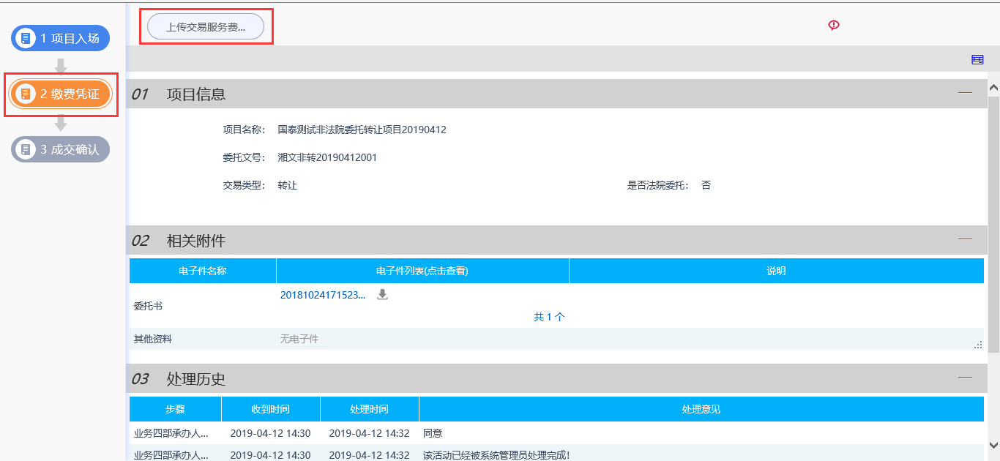 上传交易服务费...
1 项目入场
2 缴费凭证
3 成交确认
01 项目信息
项目名称： 国泰测试非法院委托转让项目20190412
委托文号： 湘文非转20190412001
交易类型： 转让 是否法院委托： 否
02 相关附件
电子件名称 电子件列表(点击查看) 说明
委托书 20181024171523...
共 1 个
其他资料 无电子件
03 处理历史
步骤 收到时间 处理时间 处理意见
业务四部承办人... 2019-04-12 14:30 2019-04-12 14:32 同意
业务四部承办人... 2019-04-12 14:30 2019-04-12 14:32 该活动已经被系统管理员处理完成！